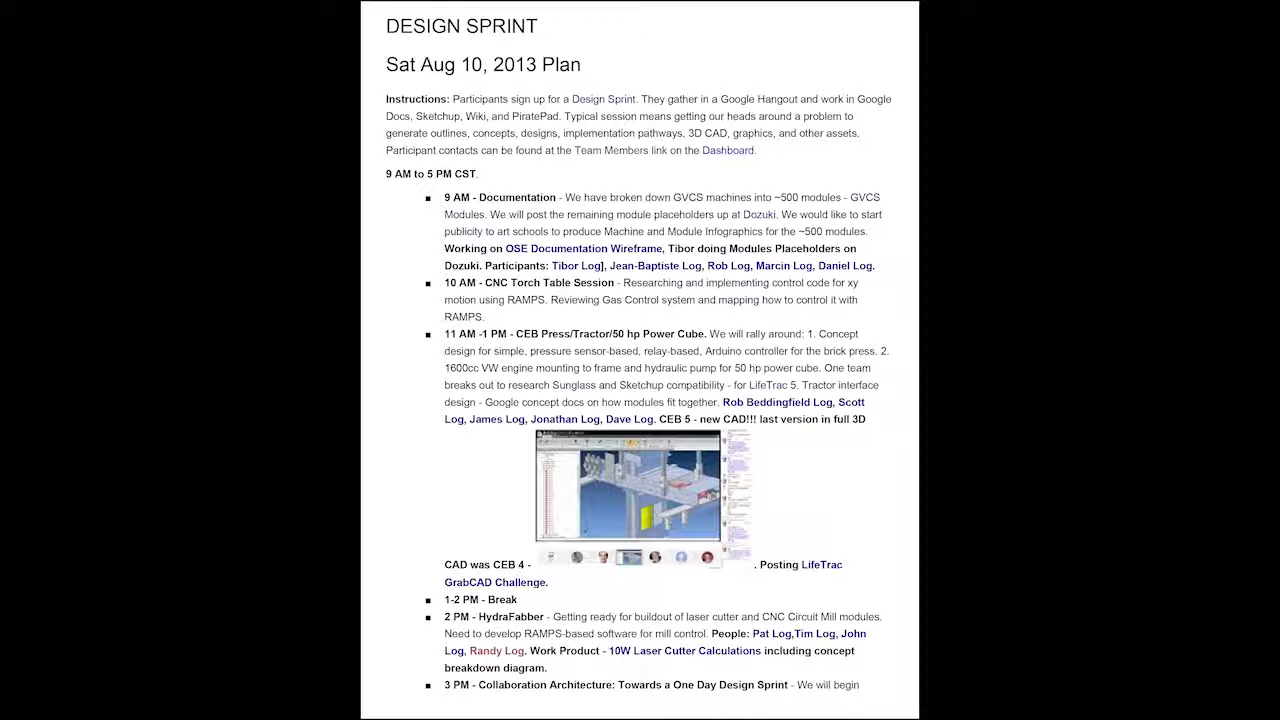 DESIGN SPRINT
Sat Aug 10, 2013 Plan
Instructions: Participants sign up for a Design Sprint. They gather in a Google Hangout and work in Google
Docs, Sketchup, Wiki, and PiratePad. Typical session means getting our heads around a problem to
generate outlines, concepts, designs, implementation pathways, 3D CAD, graphics, and other assets.
Participant contacts can be found at the Team Members link on the Dashboard.
9 AM to 5 PM CST.
■ 9 AM - Documentation - We have broken down GVCS machines into ~500 modules - GVCS
Modules. We will post the remaining module placeholders up at Dozuki. We would like to start
publicity to art schools to produce Machine and Module Infographics for the ~500 modules.
Working on OSE Documentation Wireframe, Tibor doing Modules Placeholders on
Dozuki. Participants: Tibor Log], Jean-Baptiste Log, Rob Log, Marcin Log, Daniel Log.
■ 10 AM - CNC Torch Table Session - Researching and implementing control code for xy
motion using RAMPS. Reviewing Gas Control system and mapping how to control it with
RAMPS.
■ 11 AM -1 PM - CEB Press/Tractor/50 hp Power Cube. We will rally around: 1. Concept
design for simple, pressure sensor-based, relay-based, Arduino controller for the brick press. 2.
1600cc VW engine mounting to frame and hydraulic pump for 50 hp power cube. One team
breaks out to research Sunglass and Sketchup compatibility - for LifeTrac 5. Tractor interface
design - Google concept docs on how modules fit together. Rob Beddingfield Log, Scott
Log, James Log, Jonathan Log, Dave Log. CEB 5 - new CAD!!! last version in full 3D
CAD was CEB 4 - . Posting LifeTrac
GrabCAD Challenge.
■ 1-2 PM - Break
■ 2 PM - HydraFabber - Getting ready for buildout of laser cutter and CNC Circuit Mill modules.
Need to develop RAMPS-based software for mill control. People: Pat Log,Tim Log, John
Log, Randy Log. Work Product - 10W Laser Cutter Calculations including concept
breakdown diagram.
■ 3 PM - Collaboration Architecture: Towards a One Day Design Sprint - We will begin